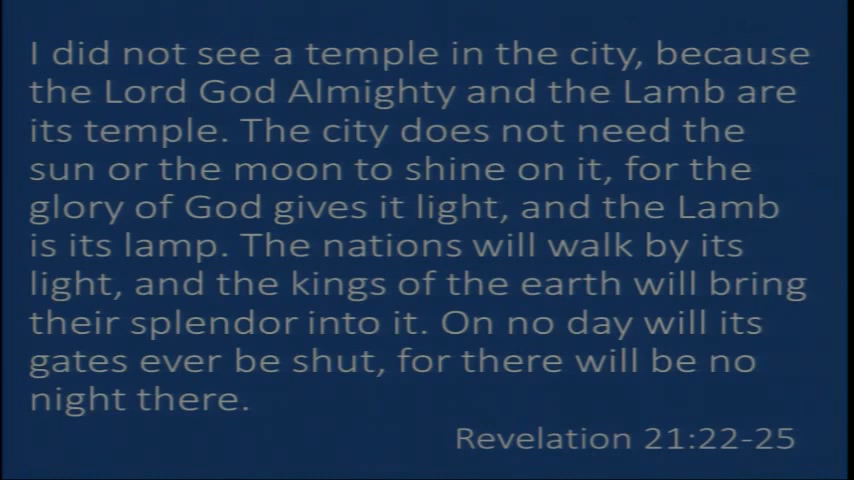 I did not see a temple in the city, because
the Lord God Almighty and the Lamb are
its temple. The city does not need the
sun or the moon to shine on it, for the
glory of God gives it light, and the Lamb
is its lamp. The nations will walk by its
light, and the kings of the earth will bring
their splendor into it. On no day will its
gates ever be shut, for there will be no
night there.
Revelation 21:22-25